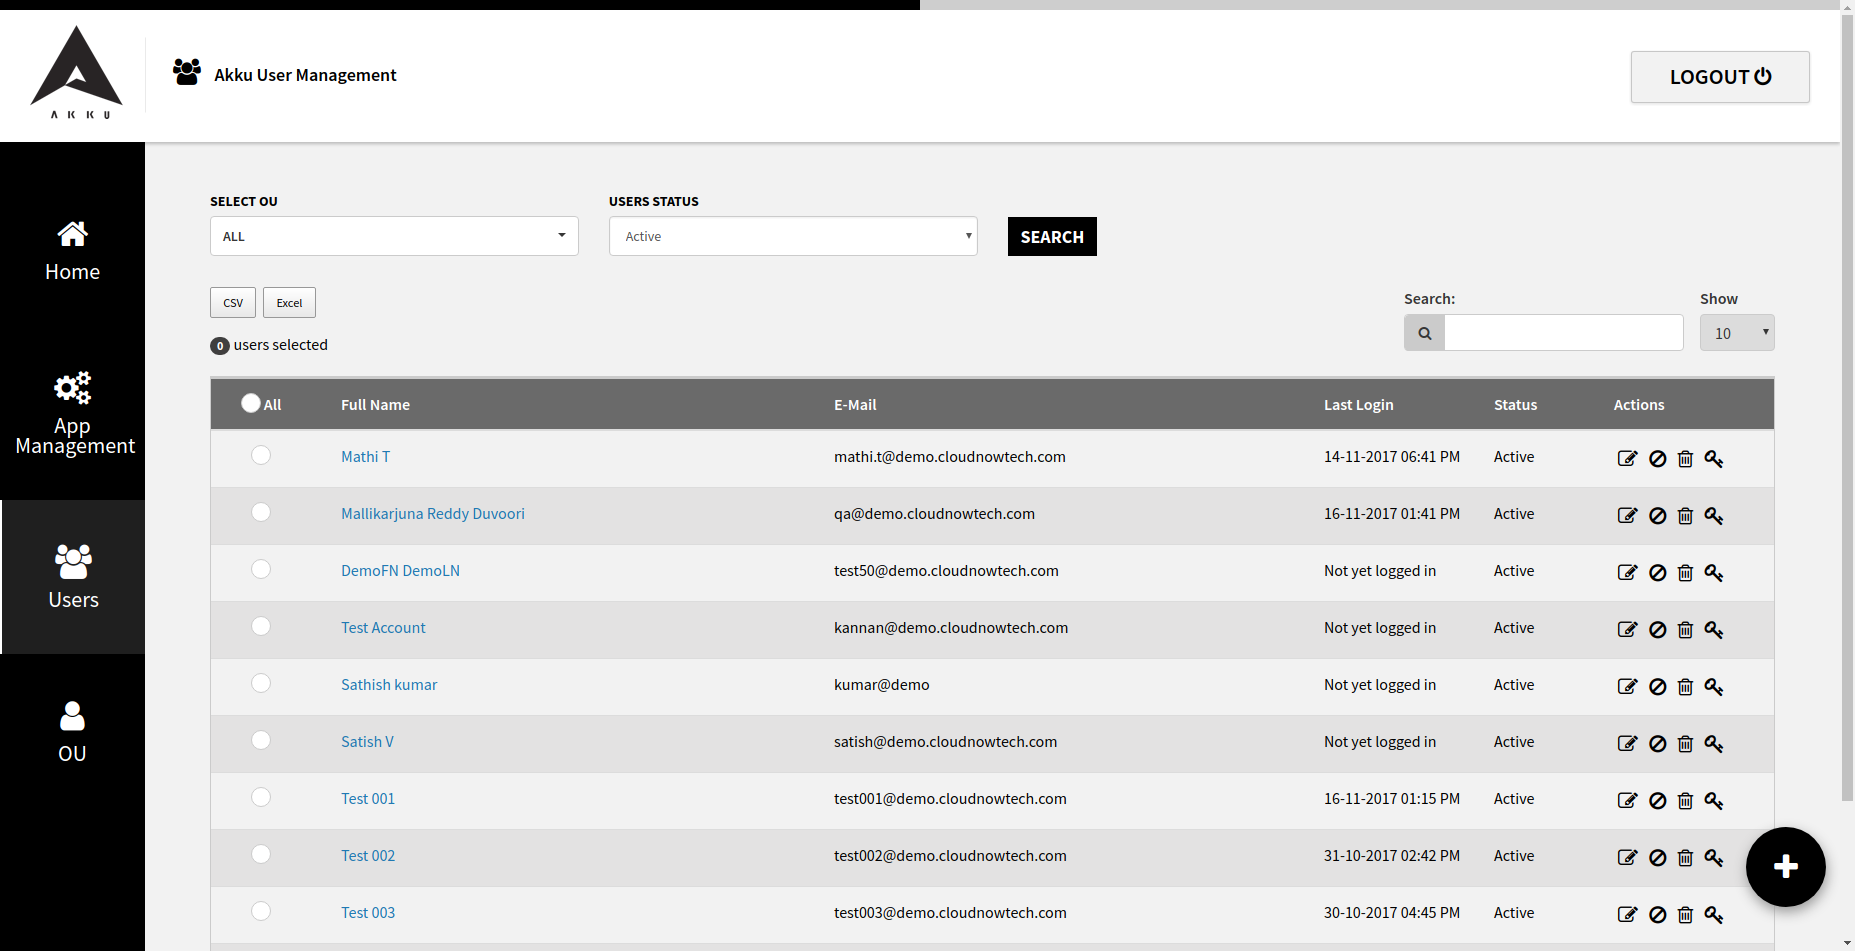 AKKU
Akku User Management
LOGOUT
Home
App
Management
Users
OU
SELECT OU
USERS STATUS
ALL
Active
SEARCH
CSV
Excel
Search:
Show
10
0 users selected
All Full Name E-Mail Last Login Status Actions
Mathi T mathi.t@demo.cloudnowtech.com 14-11-2017 06:41 PM Active
Mallikarjuna Reddy Duvoori qa@demo.cloudnowtech.com 16-11-2017 01:41 PM Active
DemoFN DemoLN test50@demo.cloudnowtech.com Not yet logged in Active
Test Account kannan@demo.cloudnowtech.com Not yet logged in Active
Sathish kumar kumar@demo Not yet logged in Active
Satish V satish@demo.cloudnowtech.com Not yet logged in Active
Test 001 test001@demo.cloudnowtech.com 16-11-2017 01:15 PM Active
Test 002 test002@demo.cloudnowtech.com 31-10-2017 02:42 PM Active
Test 003 test003@demo.cloudnowtech.com 30-10-2017 04:45 PM Active